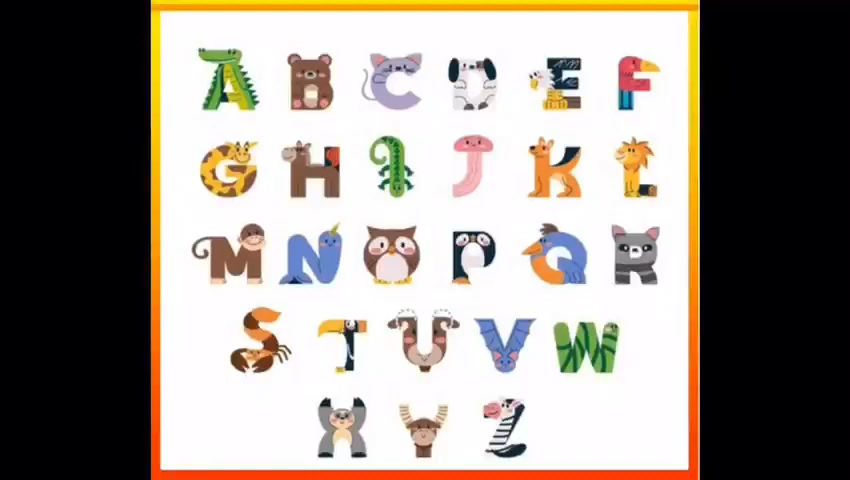 A B C D E F
G H I J K L
M N O P Q R
S T U V W
X Y Z